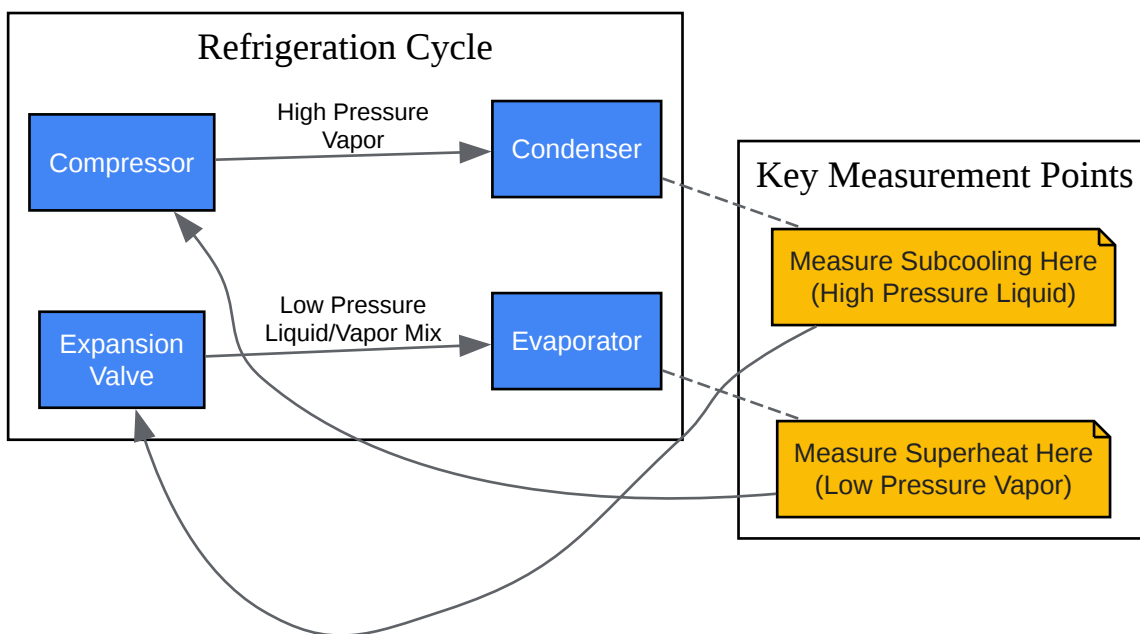 Refrigeration Cycle
High Pressure
Vapor
Compressor
Condenser
Low Pressure
Liquid/Vapor Mix
Expansion
Valve
Evaporator
Key Measurement Points
Measure Subcooling Here
(High Pressure Liquid)
Measure Superheat Here
(Low Pressure Vapor)